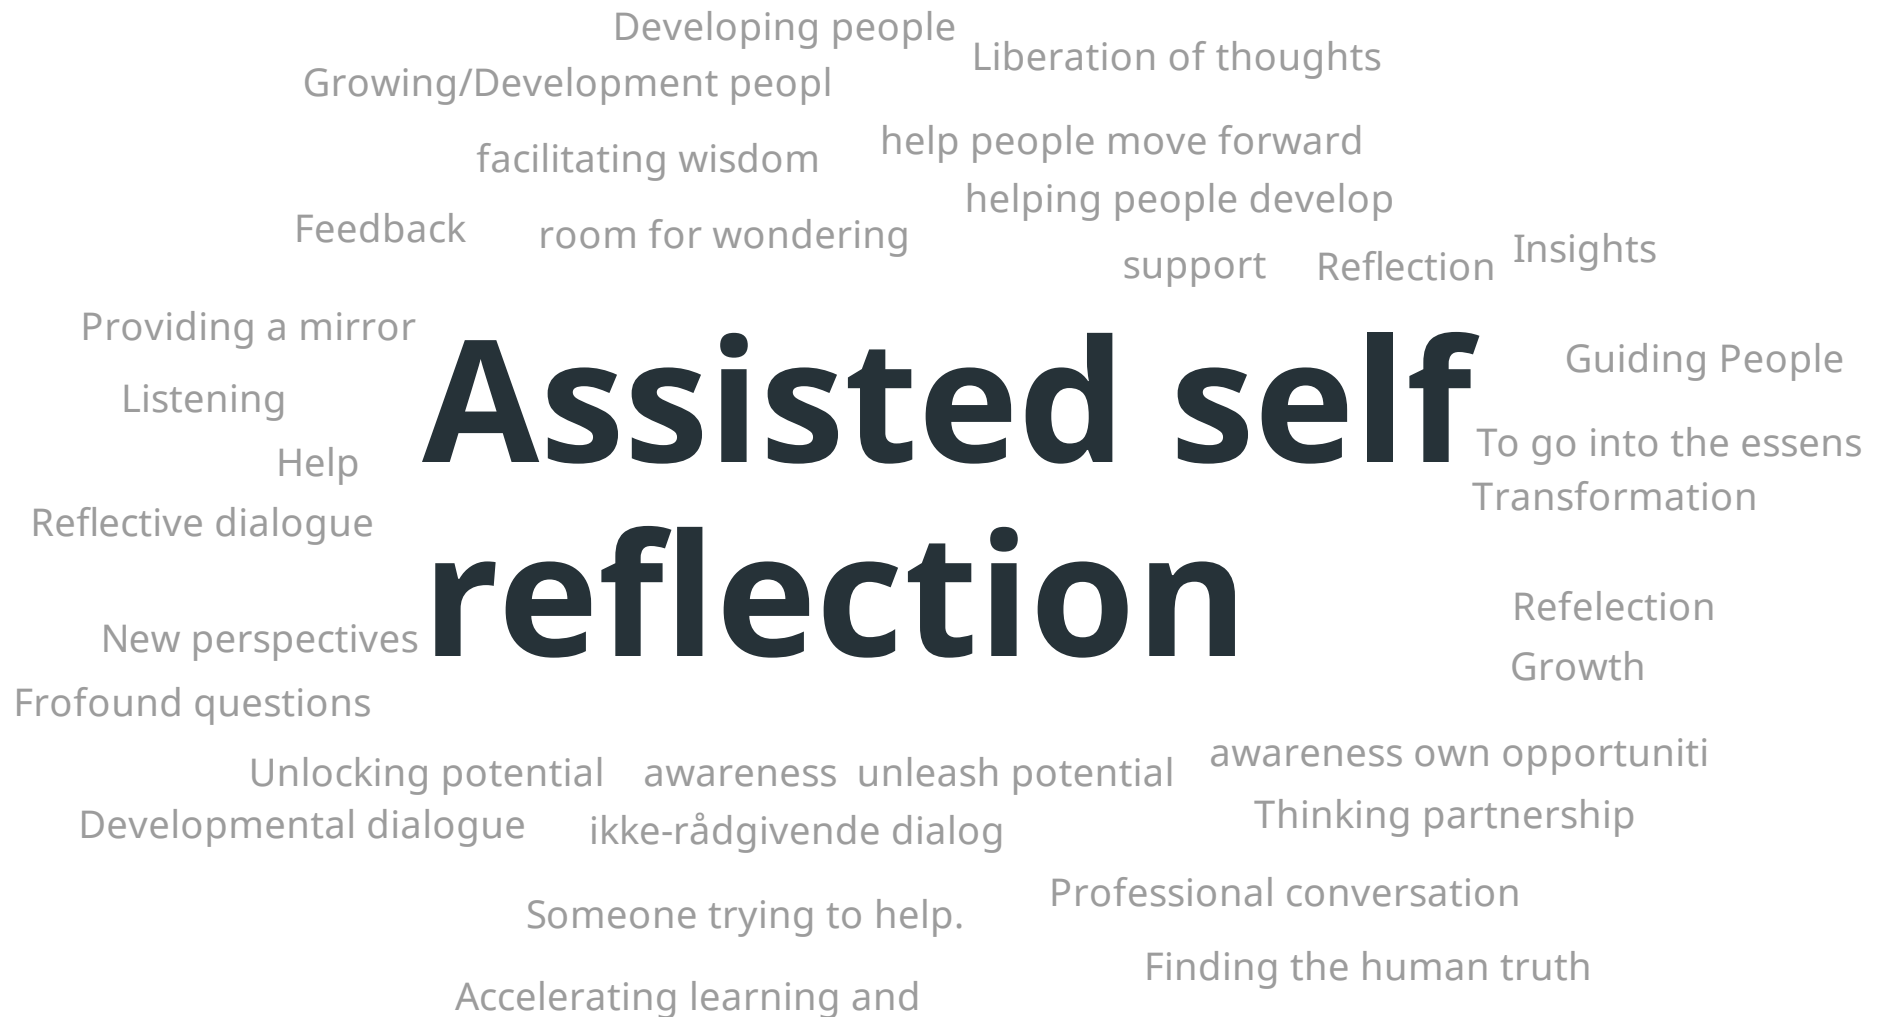 Developing people
Liberation of thoughts
Growing/Development peopl
help people move forward
facilitating wisdom
helping people develop
Feedback
room for wondering
support
Reflection
Insights
Providing a mirror
Assisted self
Guiding People
Listening
To go into the essens
Help
Transformation
Reflective dialogue
reflection
Refelection
New perspectives
Growth
Frofound questions
awareness own opportuniti
Unlocking potential
awareness
unleash potential
Thinking partnership
Developmental dialogue
ikke-rådgivende dialog
Professional conversation
Someone trying to help.
Finding the human truth
Accelerating learning and